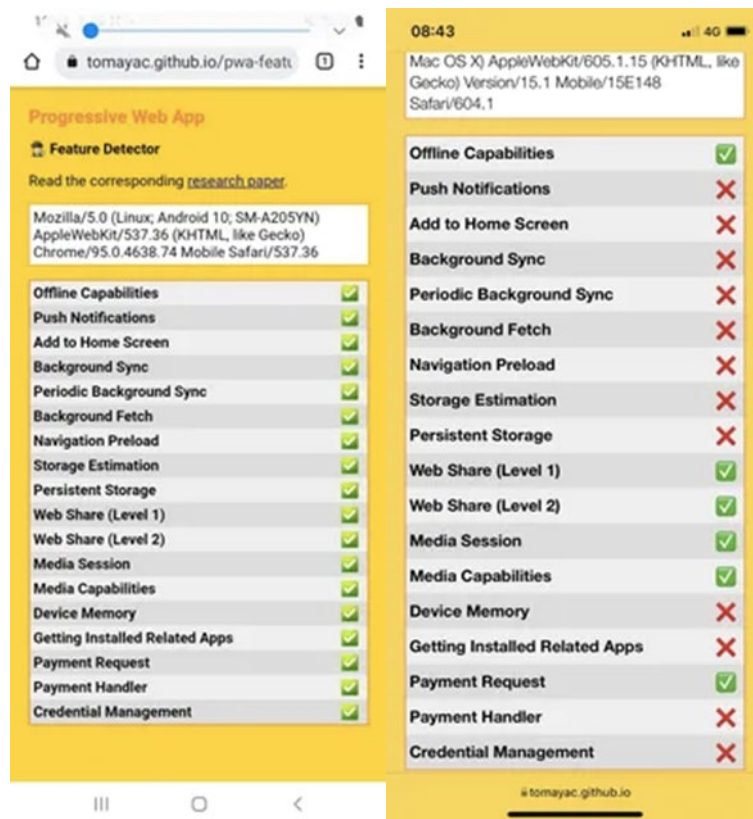 tomayac.github.io/pwa-featu
1
Progressive Web App
Feature Detector
Read the corresponding research paper.
Mozilla/5.0 (Linux; Android 10; SM-A205YN)
AppleWebKit/537.36 (KHTML, like Gecko)
Chrome/95.0.4638.74 Mobile Safari/537.36
Offline Capabilities
Push Notifications
Add to Home Screen
Background Sync
Periodic Background Sync
Background Fetch
Navigation Preload
Storage Estimation
Persistent Storage
Web Share (Level 1)
Web Share (Level 2)
Media Session
Media Capabilities
Device Memory
Getting Installed Related Apps
Payment Request
Payment Handler
Credential Management
08:43
4G
Mac OS X) AppleWebKit/605.1.15 (KHTML, like
Gecko) Version/15.1 Mobile/15E148
Safari/604.1
Offline Capabilities
Push Notifications
Add to Home Screen
Background Sync
Periodic Background Sync
Background Fetch
Navigation Preload
Storage Estimation
Persistent Storage
Web Share (Level 1)
Web Share (Level 2)
Media Session
Media Capabilities
Device Memory
Getting Installed Related Apps
Payment Request
Payment Handler
Credential Management
tomayac.github.io